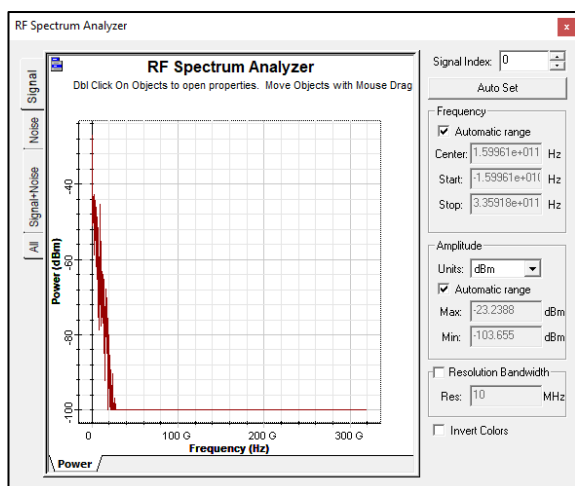 RF Spectrum Analyzer
x
Signal
Noise
Signal+Noise
All
RF Spectrum Analyzer
Dbl Click On Objects to open properties. Move Objects with Mouse Drag
Power (dBm)
-40
-60
-80
-100
0
100 G
200 G
300 G
Frequency (Hz)
Power
Signal Index: 0
Auto Set
Frequency
Automatic range
Center: 1.59961e+011 Hz
Start: -1.59961e+01( Hz
Stop: 3.35918e+011 Hz
Amplitude
Units: dBm
Automatic range
Max: -23.2388 dBm
Min: -103.655 dBm
Resolution Bandwidth
Res: 10 MHz
Invert Colors